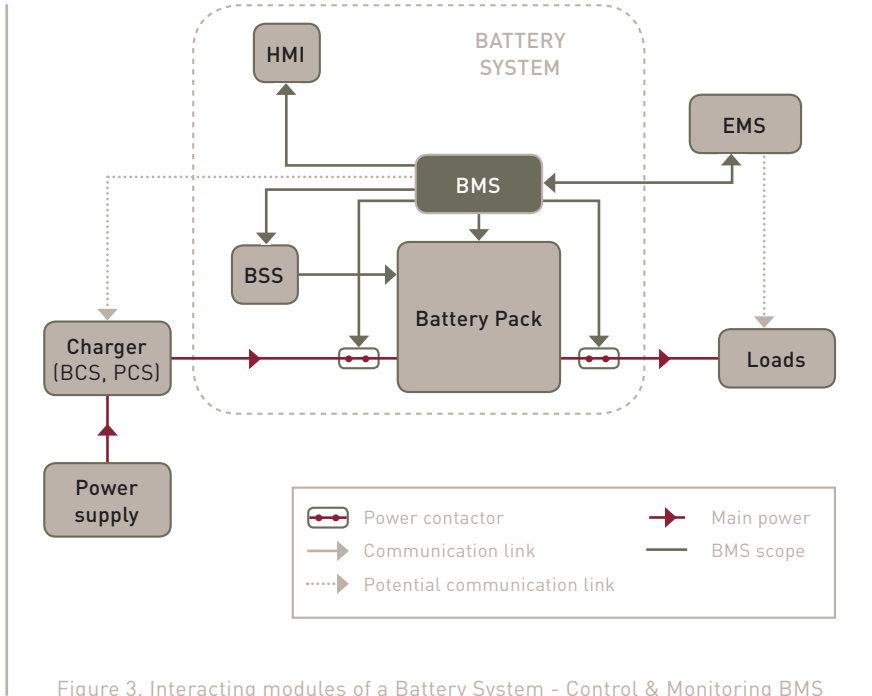 BATTERY
SYSTEM
HMI
EMS
BMS
BSS
Battery Pack
Charger
(BCS, PCS)
Loads
Power
supply
Power contactor
Main power
Communication link
BMS scope
Potential communication link
Figure 3. Interacting modules of a Battery System - Control & Monitoring BMS